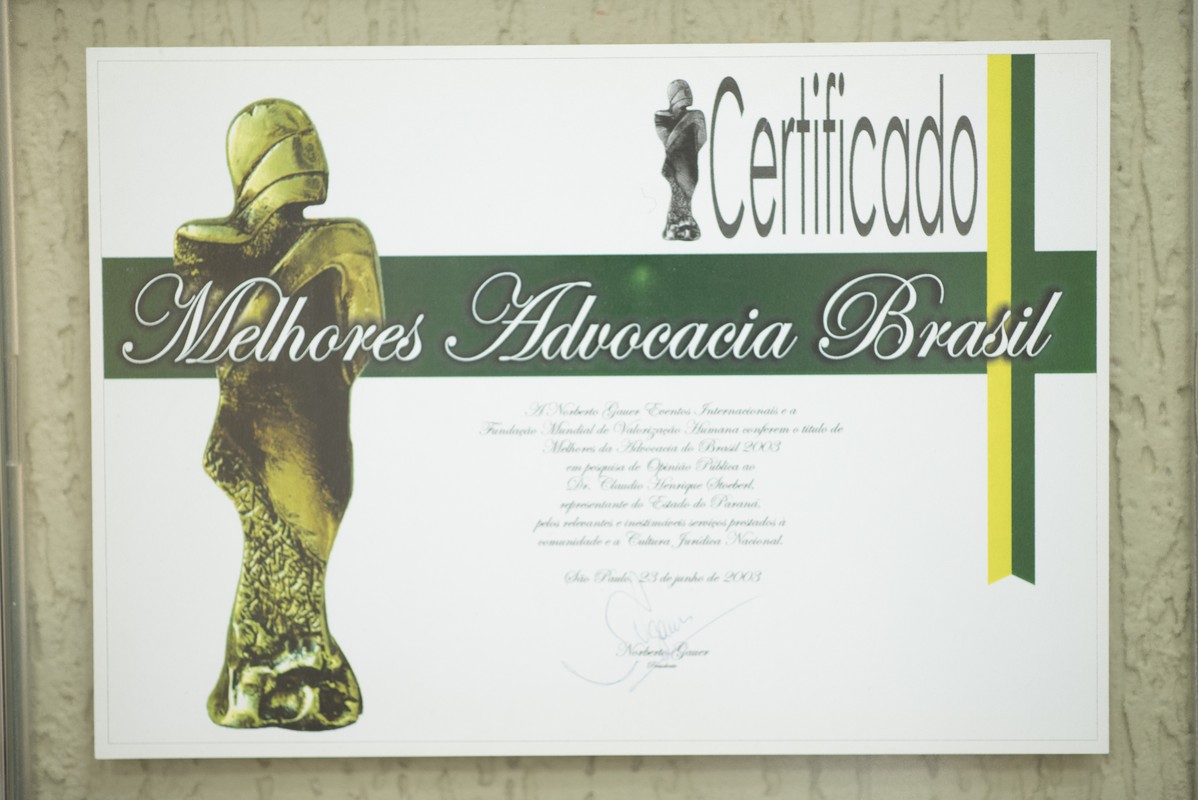 Certificado
Melhores Advocacia Brasil
A Norberto Gauer Eventos Internacionais e a
Fundação Mundial de Valorização Humana conferem o título de
Melhores da Advocacia do Brasil 2003
em pesquisa de Opinião Pública ao
Dr. Claudio Henrique Stoeberl,
representante do Estado do Paraná,
pelos relevantes e inestimáveis serviços prestados à
comunidade e a Cultura Jurídica Nacional.
São Paulo, 23 de junho de 2003
Norberto Gauer